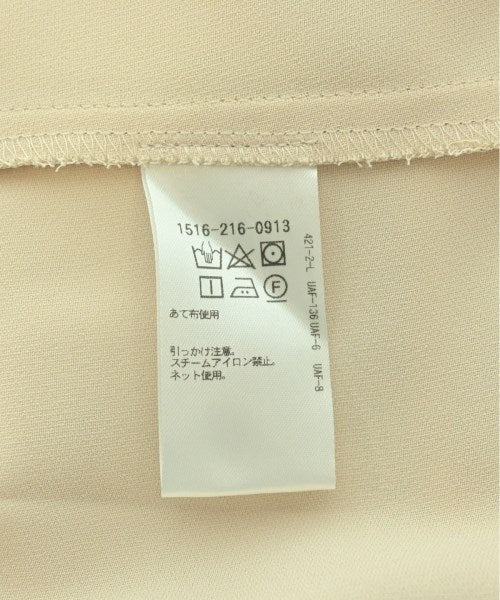 1516-216-0913
F
あて布使用
引っかけ注意。
スチームアイロン禁止。
ネット使用。
421-2-L UAF-136 UAF-6 UAF-8